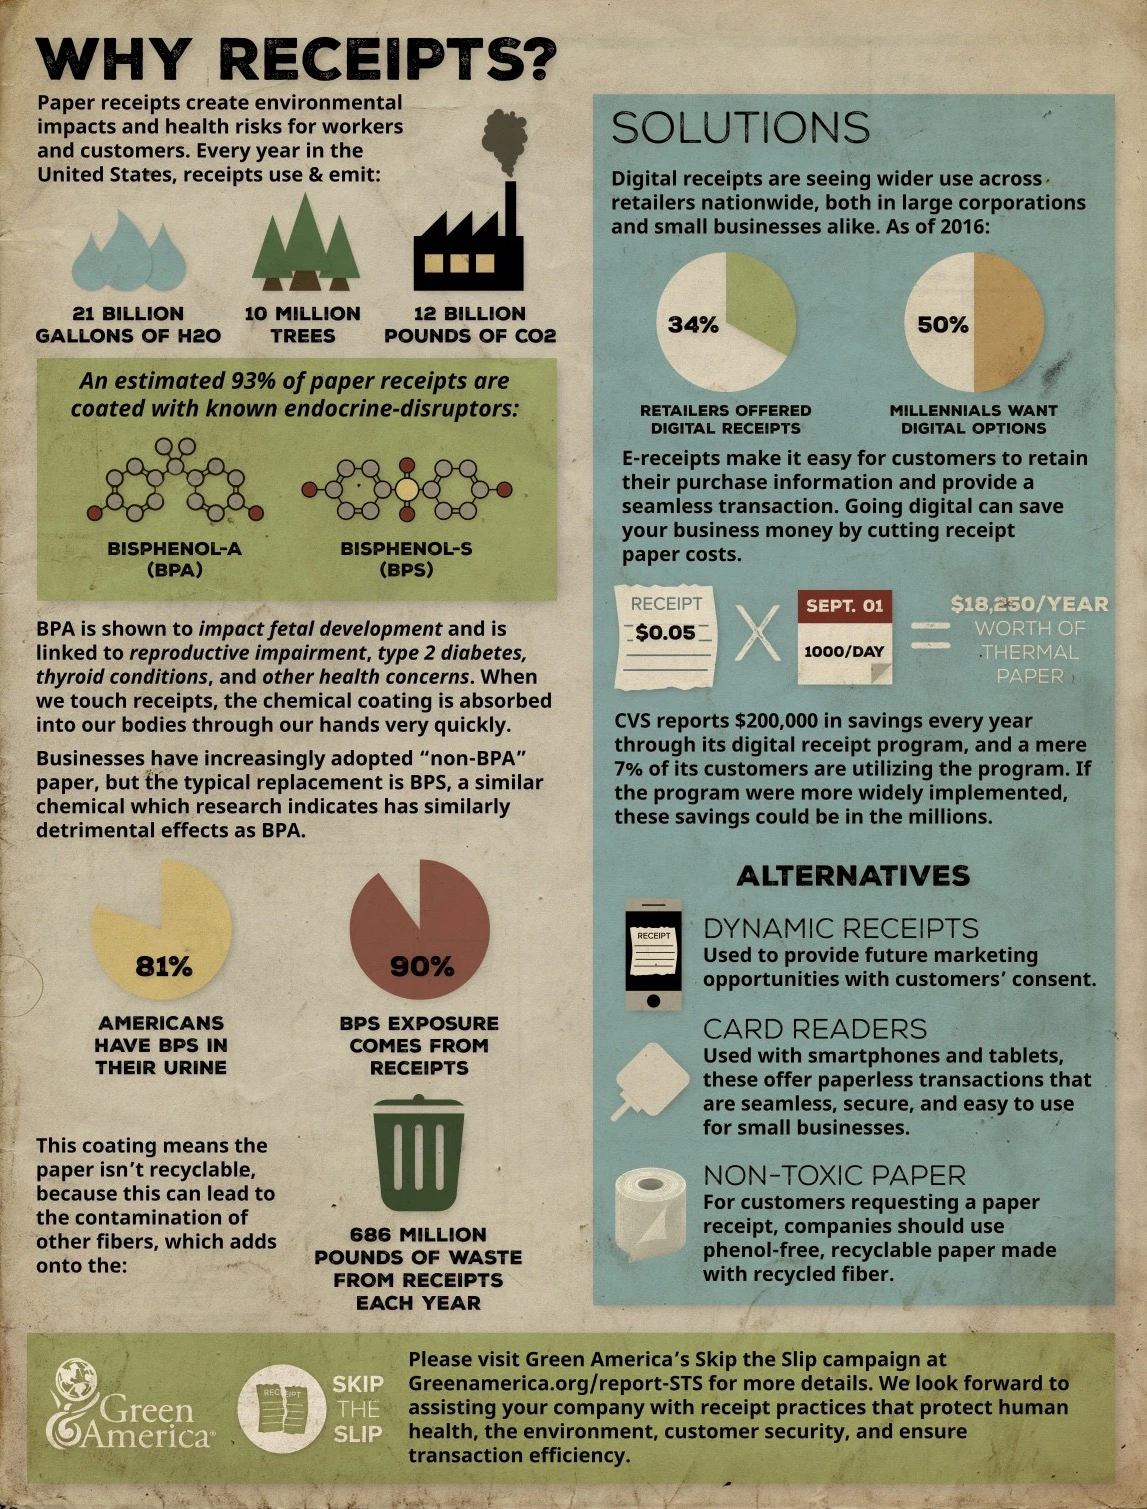 WHY RECEIPTS?
Paper receipts create environmental
impacts and health risks for workers
and customers. Every year in the
United States, receipts use & emit:
21 BILLION
GALLONS OF H2O
10 MILLION
TREES
12 BILLION
POUNDS OF CO2
An estimated 93% of paper receipts are
coated with known endocrine-disruptors:
BISPHENOL-A
(BPA)
BISPHENOL-S
(BPS)
BPA is shown to impact fetal development and is
linked to reproductive impairment, type 2 diabetes,
thyroid conditions, and other health concerns. When
we touch receipts, the chemical coating is absorbed
into our bodies through our hands very quickly.
Businesses have increasingly adopted “non-BPA”
paper, but the typical replacement is BPS, a similar
chemical which research indicates has similarly
detrimental effects as BPA.
81%
AMERICANS
HAVE BPS IN
THEIR URINE
90%
BPS EXPOSURE
COMES FROM
RECEIPTS
This coating means the
paper isn’t recyclable,
because this can lead to
the contamination of
other fibers, which adds
onto the:
686 MILLION
POUNDS OF WASTE
FROM RECEIPTS
EACH YEAR
SOLUTIONS
Digital receipts are seeing wider use across
retailers nationwide, both in large corporations
and small businesses alike. As of 2016:
34%
RETAILERS OFFERED
DIGITAL RECEIPTS
50%
MILLENNIALS WANT
DIGITAL OPTIONS
E-receipts make it easy for customers to retain
their purchase information and provide a
seamless transaction. Going digital can save
your business money by cutting receipt
paper costs.
RECEIPT
$0.05
X
SEPT. 01
1000/DAY
=
$18,250/YEAR
WORTH OF
THERMAL
PAPER
CVS reports $200,000 in savings every year
through its digital receipt program, and a mere
7% of its customers are utilizing the program. If
the program were more widely implemented,
these savings could be in the millions.
ALTERNATIVES
RECEIPT
DYNAMIC RECEIPTS
Used to provide future marketing
opportunities with customers’ consent.
CARD READERS
Used with smartphones and tablets,
these offer paperless transactions that
are seamless, secure, and easy to use
for small businesses.
NON-TOXIC PAPER
For customers requesting a paper
receipt, companies should use
phenol-free, recyclable paper made
with recycled fiber.
Green
America®
RECEIPT
SKIP
THE
SLIP
Please visit Green America’s Skip the Slip campaign at
Greenamerica.org/report-STS for more details. We look forward to
assisting your company with receipt practices that protect human
health, the environment, customer security, and ensure
transaction efficiency.